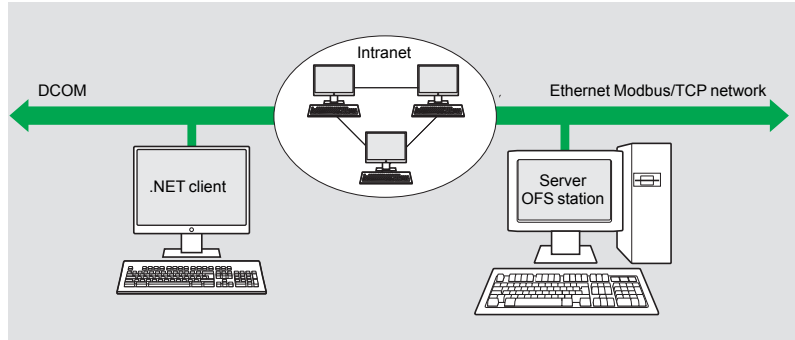 Intranet
DCOM
Ethernet Modbus/TCP network
.NET client
Server
OFS station